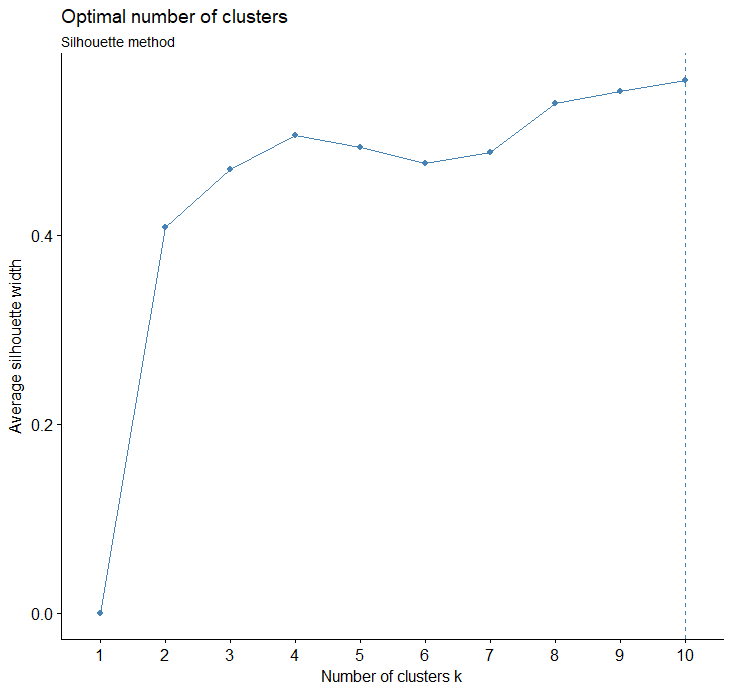 Optimal number of clusters
Silhouette method
Average silhouette width
0.4
0.2
0.0
1 2 3 4 5 6 7 8 9 10
Number of clusters k